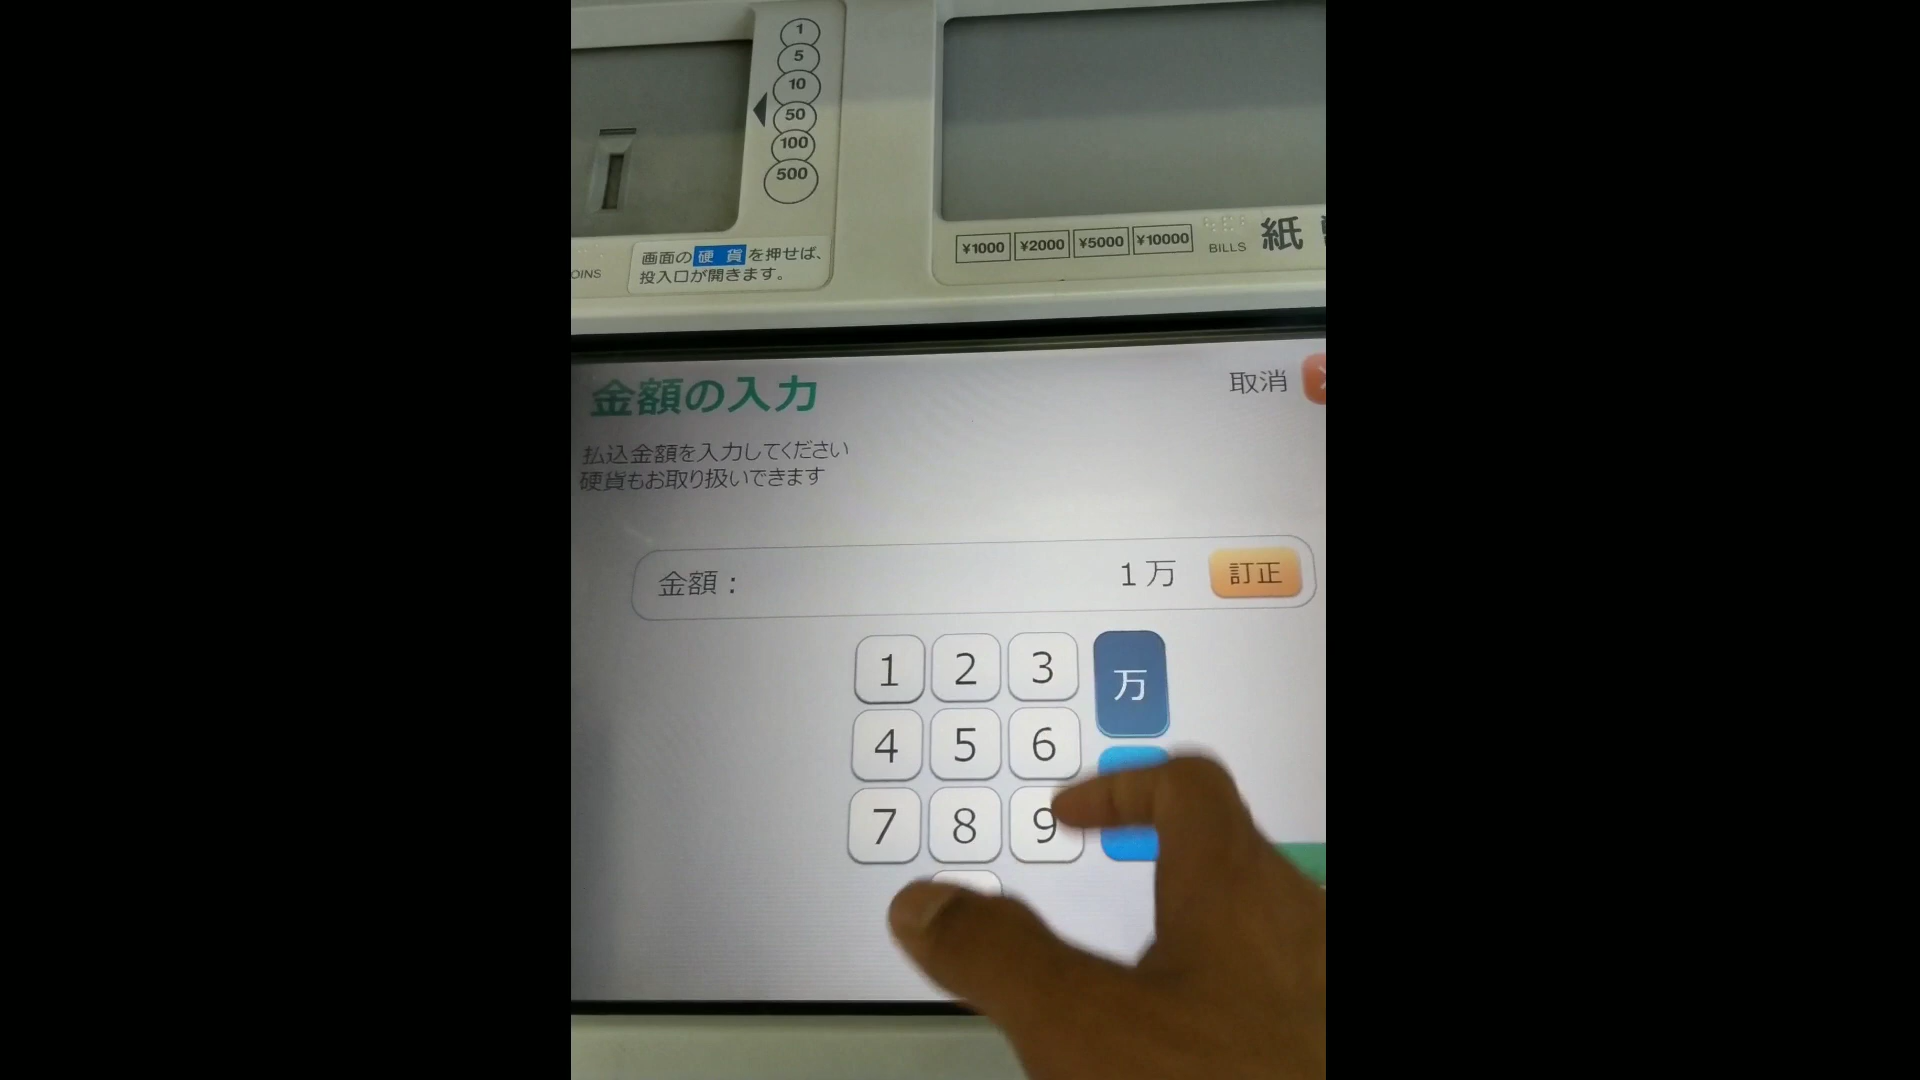 1
5
10
50
100
500
画面の硬貨を押せば、
投入口が開きます。
¥1000 ¥2000 ¥5000 ¥10000 BILLS 紙
金額の入力
取消
払込金額を入力してください
硬貨もお取り扱いできます
金額： 1万 訂正
1 2 3 万
4 5 6
7 8 9